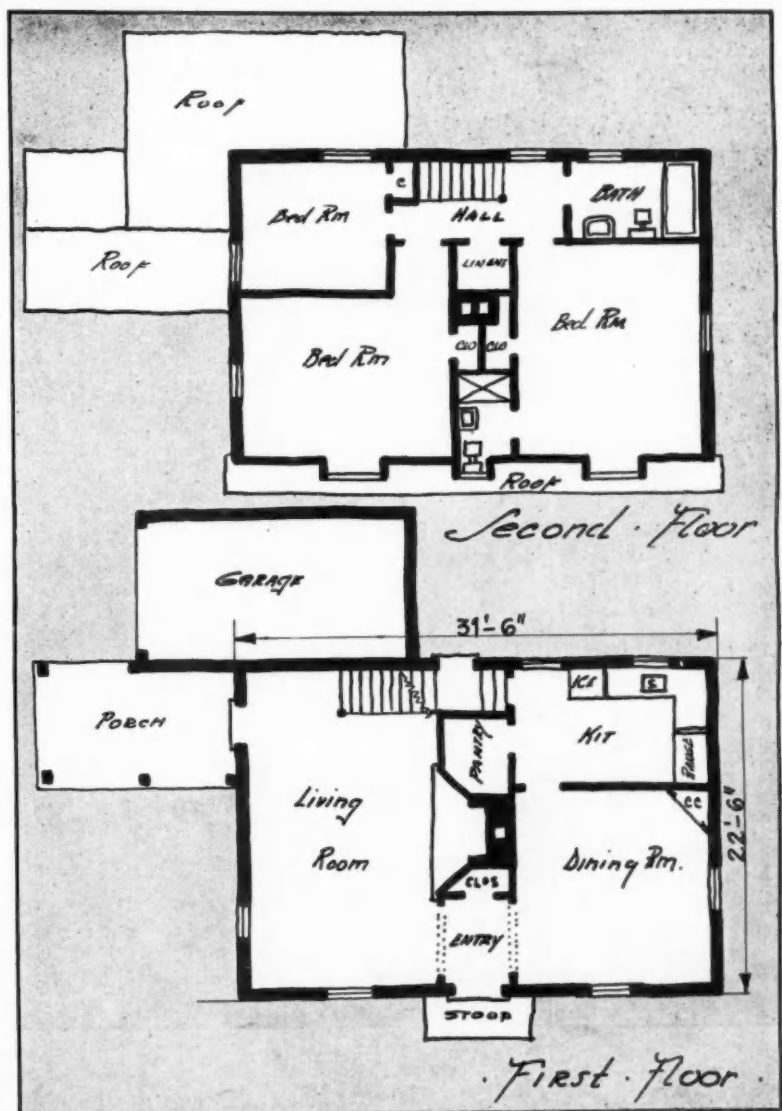 Roof
Bed Rm
C
HALL
BATH
LINENS
Roof
Bed Rm
CLO
CLO
Bed Rm
Roof
Second . Floor
GARAGE
31'-6"
PORCH
ICE
S
KIT
PANTRY
RANGE
Living
Room
CC
22'-6"
Dining Rm.
CLOS
ENTRY
STOOP
. First . Floor .